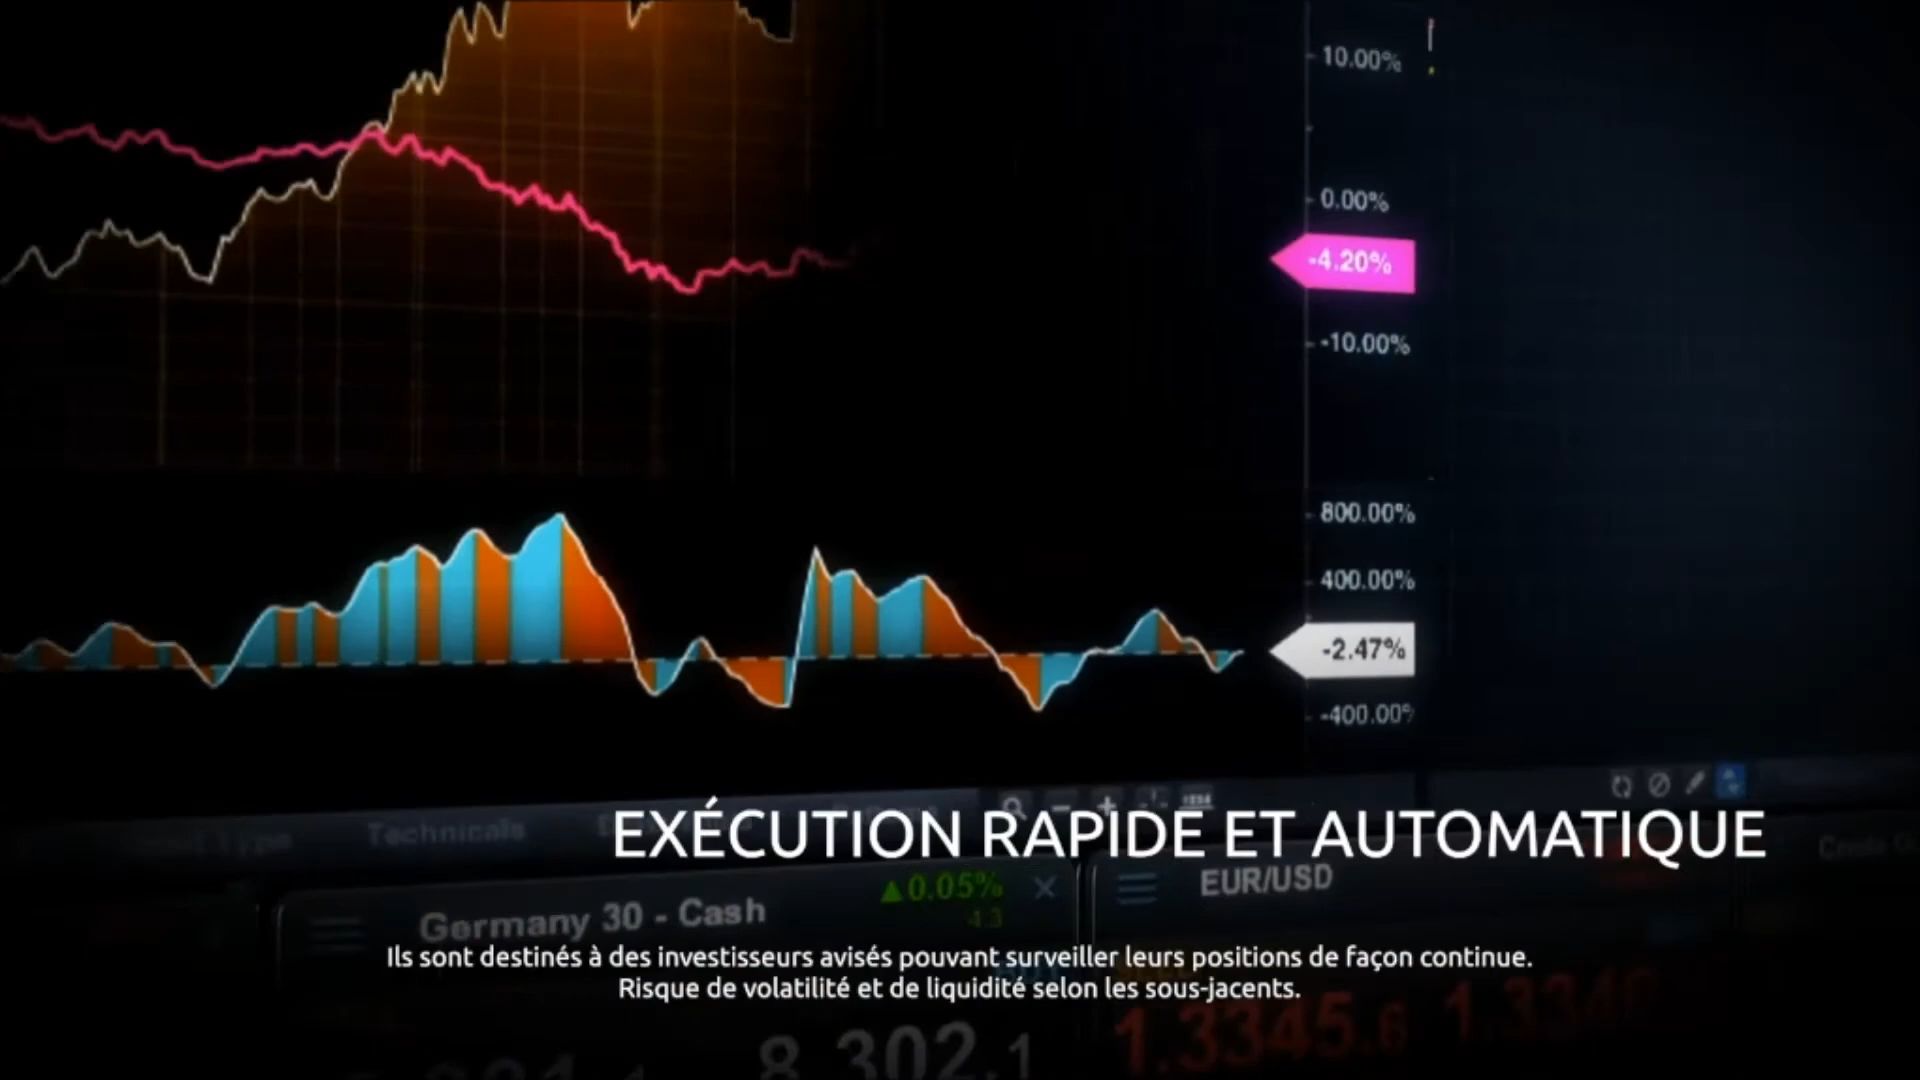 10.00%
0.00%
-4.20%
-10.00%
800.00%
400.00%
-2.47%
-400.00%
Technicals
EXÉCUTION RAPIDE ET AUTOMATIQUE
Germany 30 - Cash
▲0.05%
EUR/USD
Ils sont destinés à des investisseurs avisés pouvant surveiller leurs positions de façon continue.
Risque de volatilité et de liquidité selon les sous-jacents.
8 302.1
1.3345.6